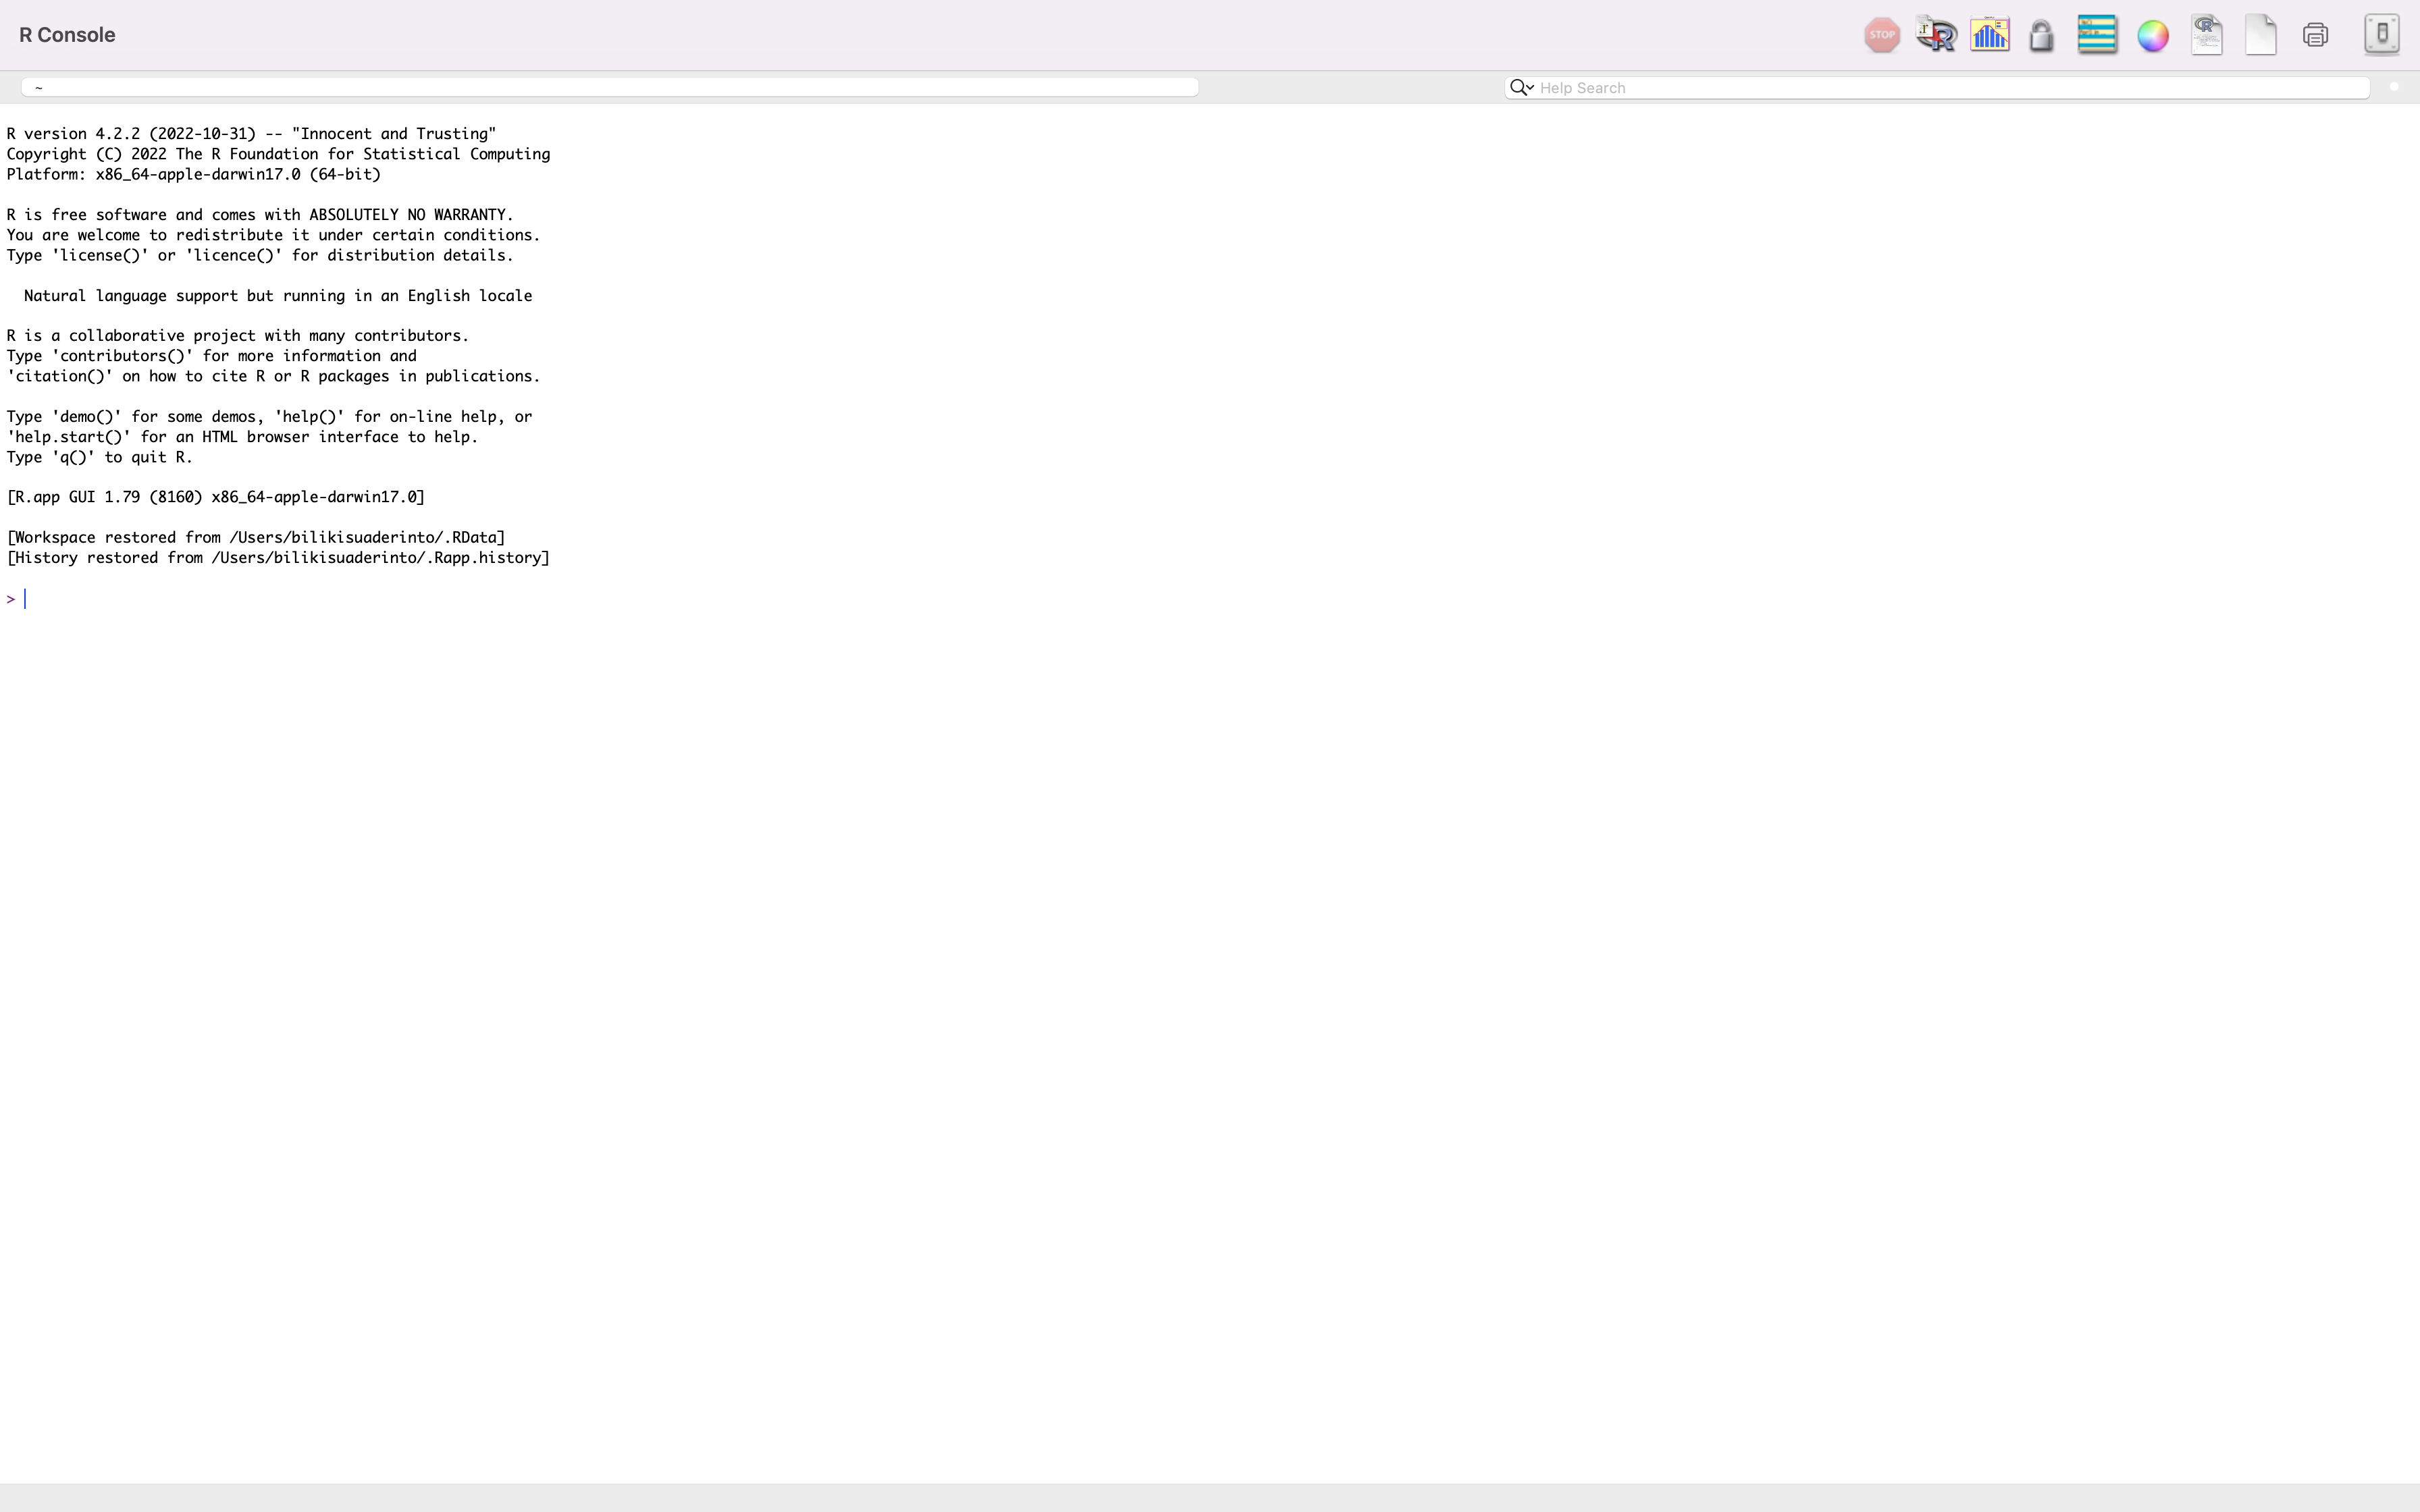 R Console
STOP
~
Help Search
R version 4.2.2 (2022-10-31) -- "Innocent and Trusting"
Copyright (C) 2022 The R Foundation for Statistical Computing
Platform: x86_64-apple-darwin17.0 (64-bit)
R is free software and comes with ABSOLUTELY NO WARRANTY.
You are welcome to redistribute it under certain conditions.
Type 'license()' or 'licence()' for distribution details.
Natural language support but running in an English locale
R is a collaborative project with many contributors.
Type 'contributors()' for more information and
'citation()' on how to cite R or R packages in publications.
Type 'demo()' for some demos, 'help()' for on-line help, or
'help.start()' for an HTML browser interface to help.
Type 'q()' to quit R.
[R.app GUI 1.79 (8160) x86_64-apple-darwin17.0]
[Workspace restored from /Users/bilikisuaderinto/.RData]
[History restored from /Users/bilikisuaderinto/.Rapp.history]
>